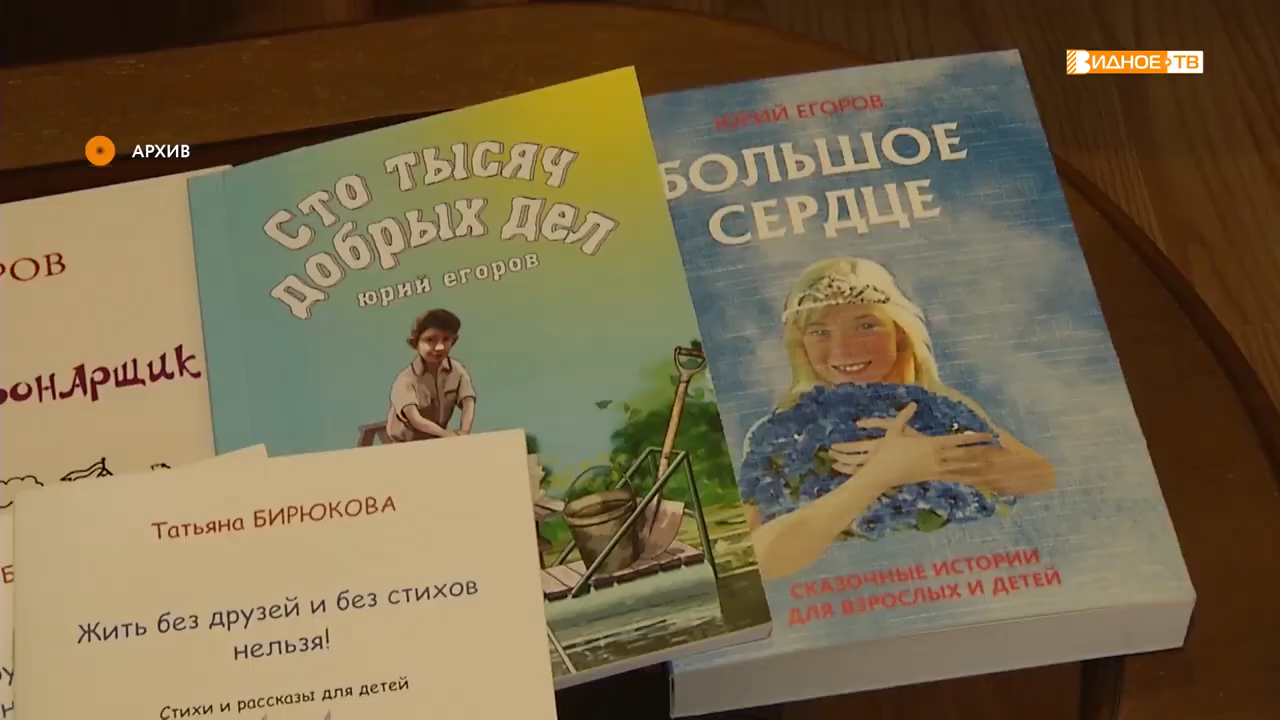 ВИДНОЕ ТВ
АРХИВ
ЮРИЙ ЕГОРОВ
БОЛЬШОЕ
СЕРДЦЕ
СКАЗОЧНЫЕ ИСТОРИИ
ДЛЯ ВЗРОСЛЫХ И ДЕТЕЙ
СТО ТЫСЯЧ
ДОБРЫХ ДЕЛ
ЮРИЙ ЕГОРОВ
РОВ
ОНАРЩИК
Татьяна БИРЮКОВА
Жить без друзей и без стихов
нельзя!
Стихи и рассказы для детей